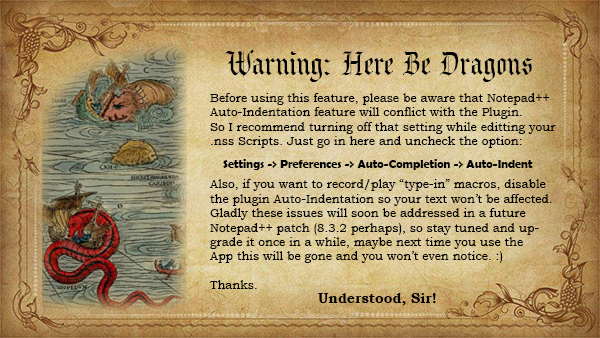 Warning: Here Be Dragons
Before using this feature, please be aware that Notepad++
Auto-Indentation feature will conflict with the Plugin.
So I recommend turning off that setting while editting your
.nss Scripts. Just go in here and uncheck the option:
Settings -> Preferences -> Auto-Completion -> Auto-Indent
Also, if you want to record/play “type-in” macros, disable
the plugin Auto-Indentation so your text won’t be affected.
Gladly these issues will soon be addressed in a future
Notepad++ patch (8.3.2 perhaps), so stay tuned and up-
grade it once in a while, maybe next time you use the
App this will be gone and you won’t even notice. :)
Thanks.
Understood, Sir!